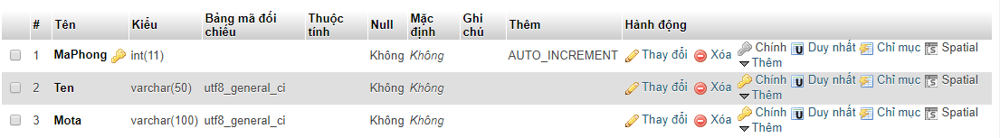 # Tên Kiểu Bảng mã đối chiếu Thuộc tính Null Mặc định Ghi chú Thêm Hành động
1 MaPhong int(11) Không Không AUTO_INCREMENT Thay đổi Xóa Chính Duy nhất Chỉ mục Spatial
Thêm
2 Ten varchar(50) utf8_general_ci Không Không Thay đổi Xóa Chính Duy nhất Chỉ mục Spatial
Thêm
3 Mota varchar(100) utf8_general_ci Không Không Thay đổi Xóa Chính Duy nhất Chỉ mục Spatial
Thêm